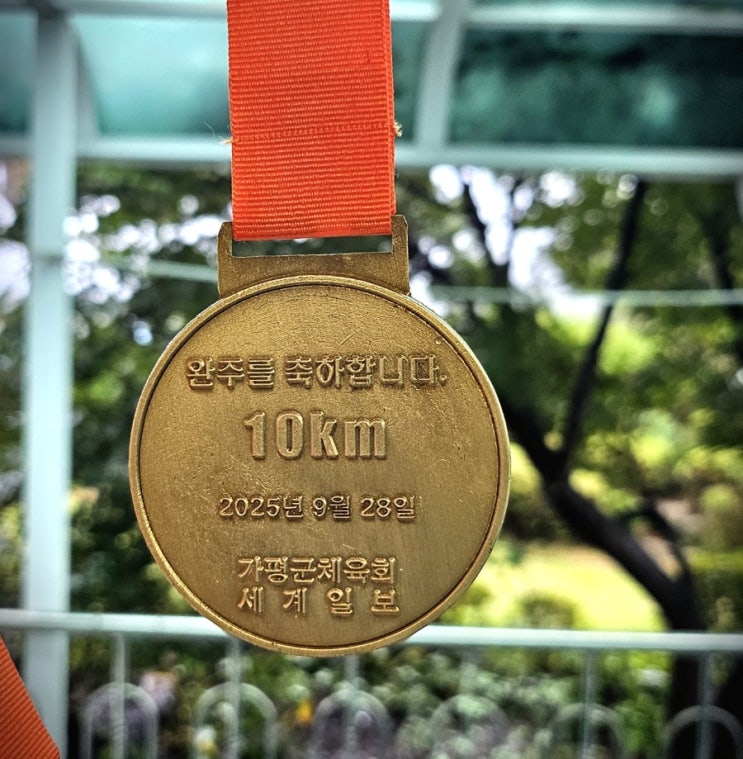 완주를 축하합니다.
10km
2025년 9월 28일
가평군체육회
세계일보